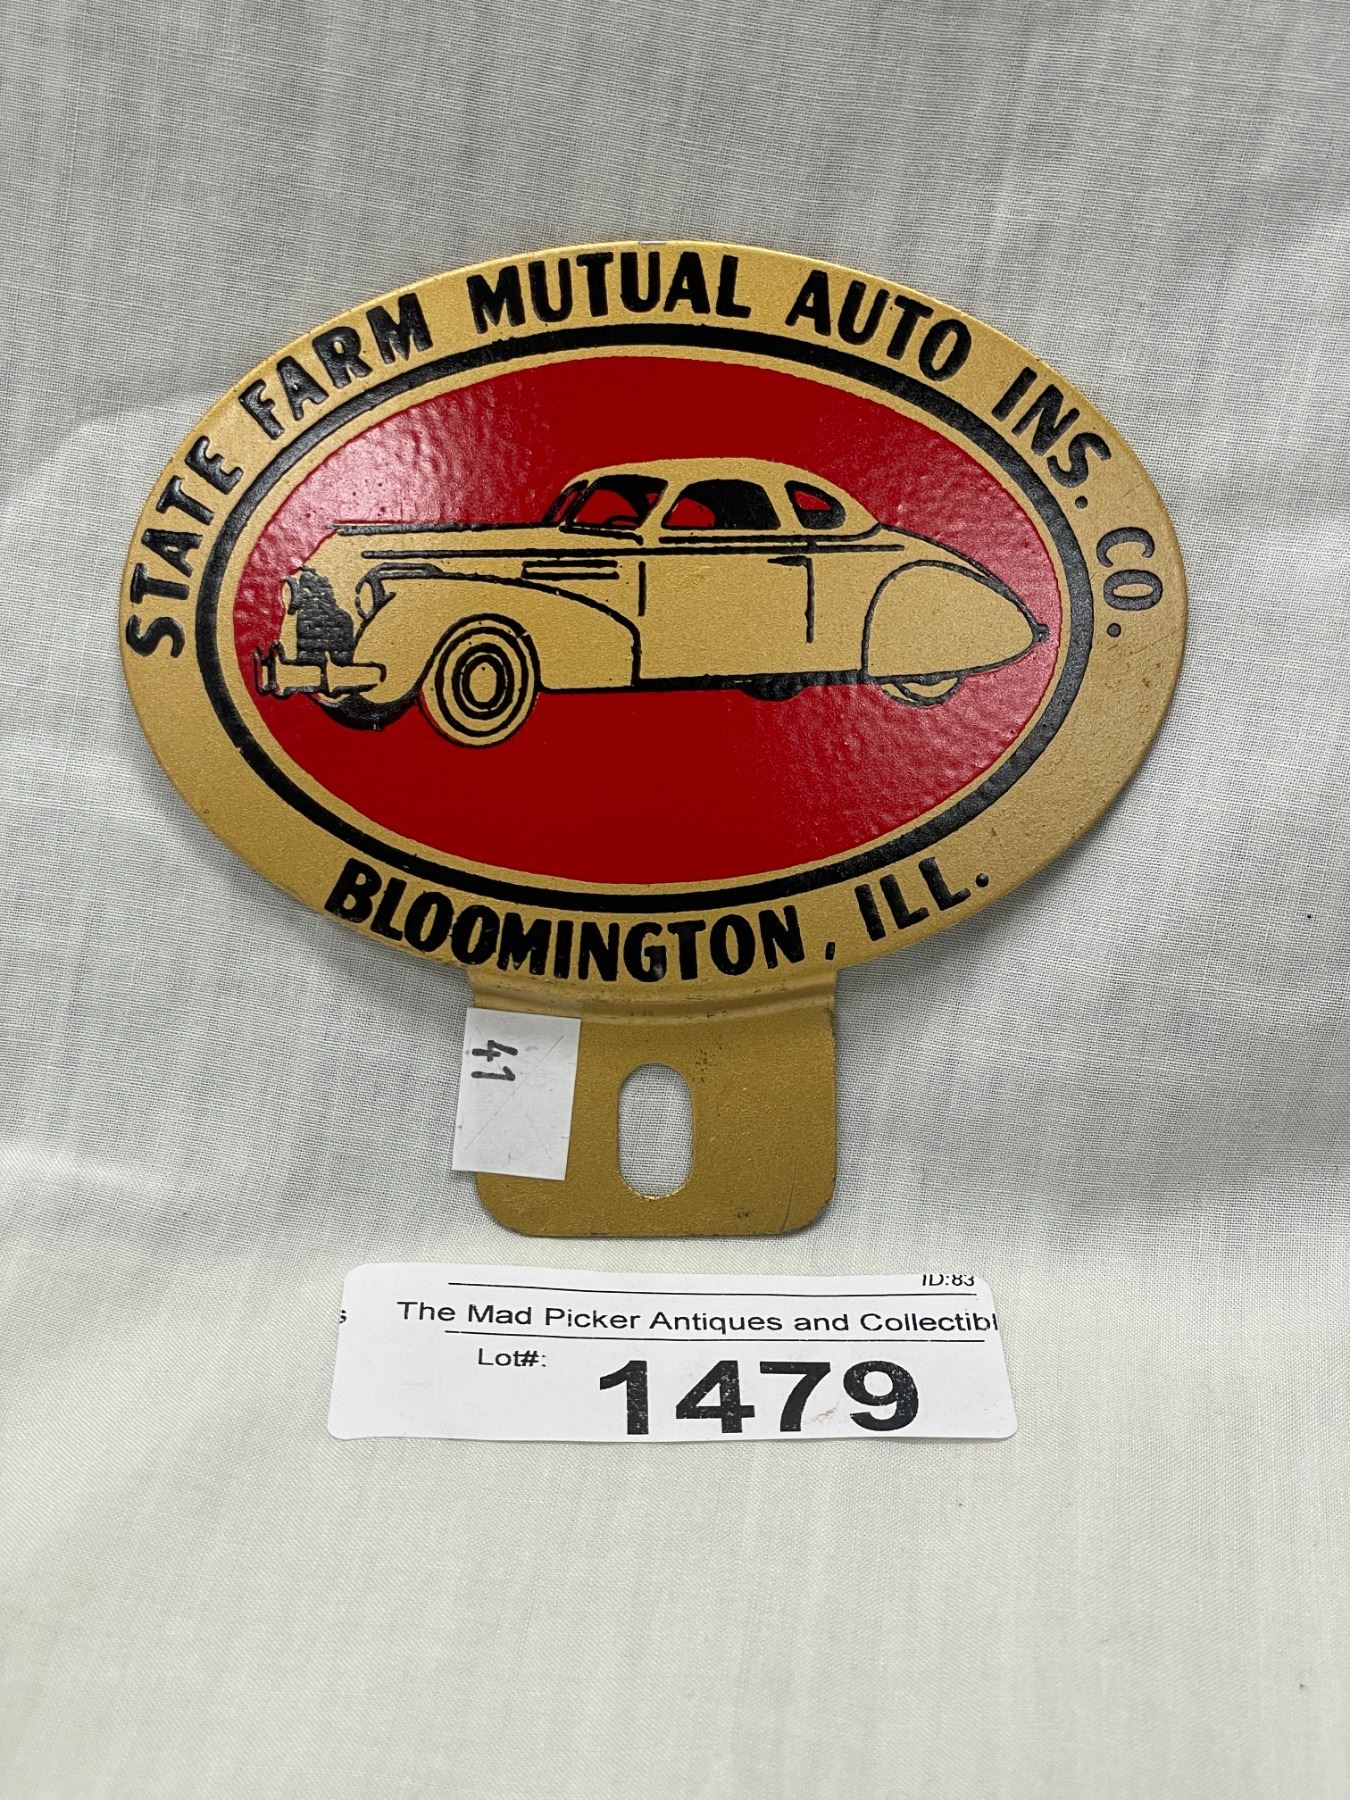 STATE FARM MUTUAL AUTO INS. CO.
BLOOMINGTON, ILL.
41
ID:83
s The Mad Picker Antiques and Collectibl
Lot#: 1479